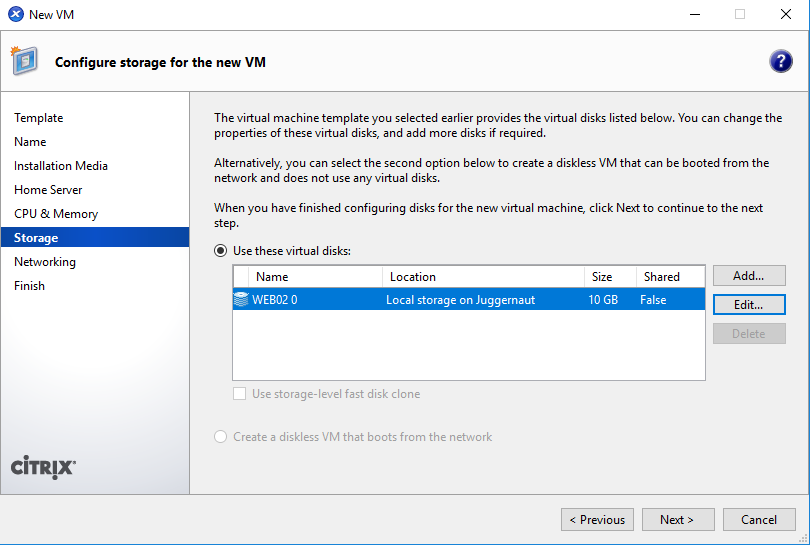 New VM
Configure storage for the new VM
?
Template
Name
Installation Media
Home Server
CPU & Memory
Storage
Networking
Finish
CİTRIX
The virtual machine template you selected earlier provides the virtual disks listed below. You can change the
properties of these virtual disks, and add more disks if required.
Alternatively, you can select the second option below to create a diskless VM that can be booted from the
network and does not use any virtual disks.
When you have finished configuring disks for the new virtual machine, click Next to continue to the next
step.
Use these virtual disks:
Name Location Size Shared
WEB02 0 Local storage on Juggernaut 10 GB False
Add...
Edit...
Delete
Use storage-level fast disk clone
Create a diskless VM that boots from the network
< Previous Next > Cancel